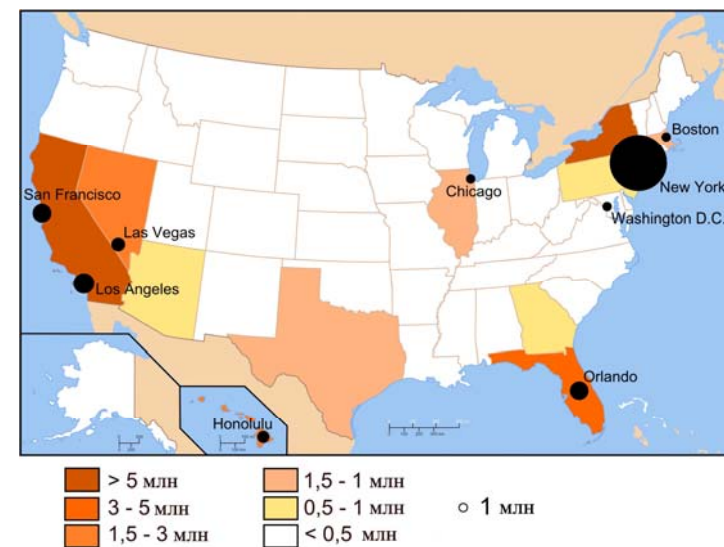 Boston
New York
Chicago
Washington D.C.
San Francisco
Las Vegas
Los Angeles
Orlando
Honolulu
> 5 млн
3 - 5 млн
1,5 - 3 млн
1,5 - 1 млн
0,5 - 1 млн
< 0,5 млн
1 млн